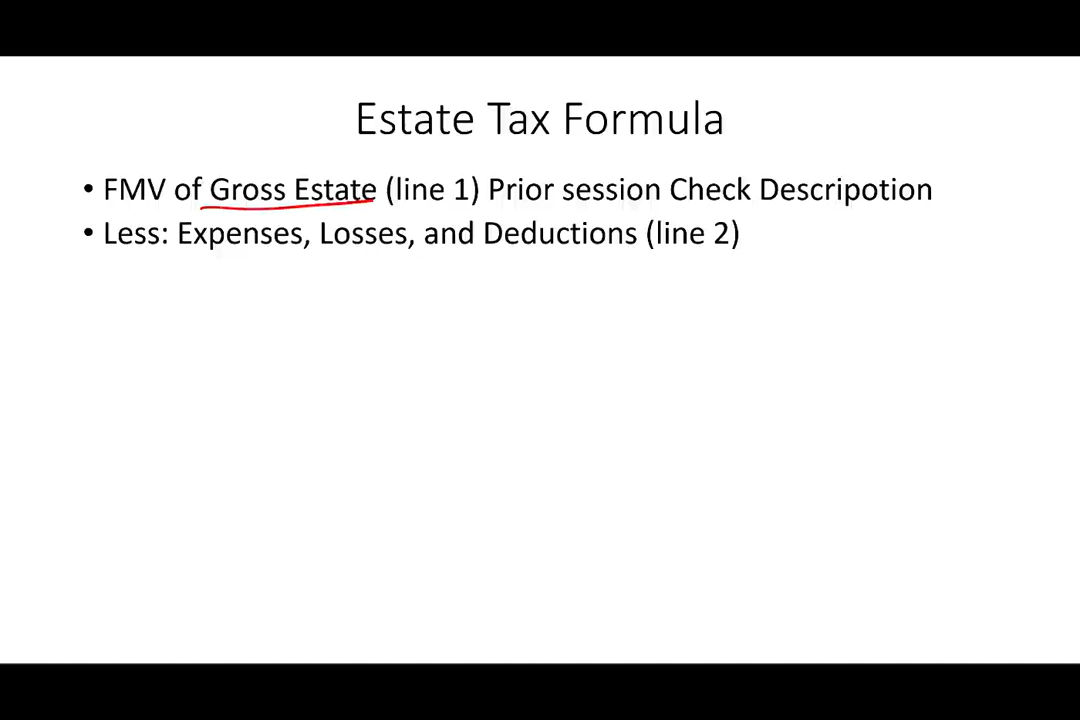 Estate Tax Formula
• FMV of Gross Estate (line 1) Prior session Check Descripotion
• Less: Expenses, Losses, and Deductions (line 2)